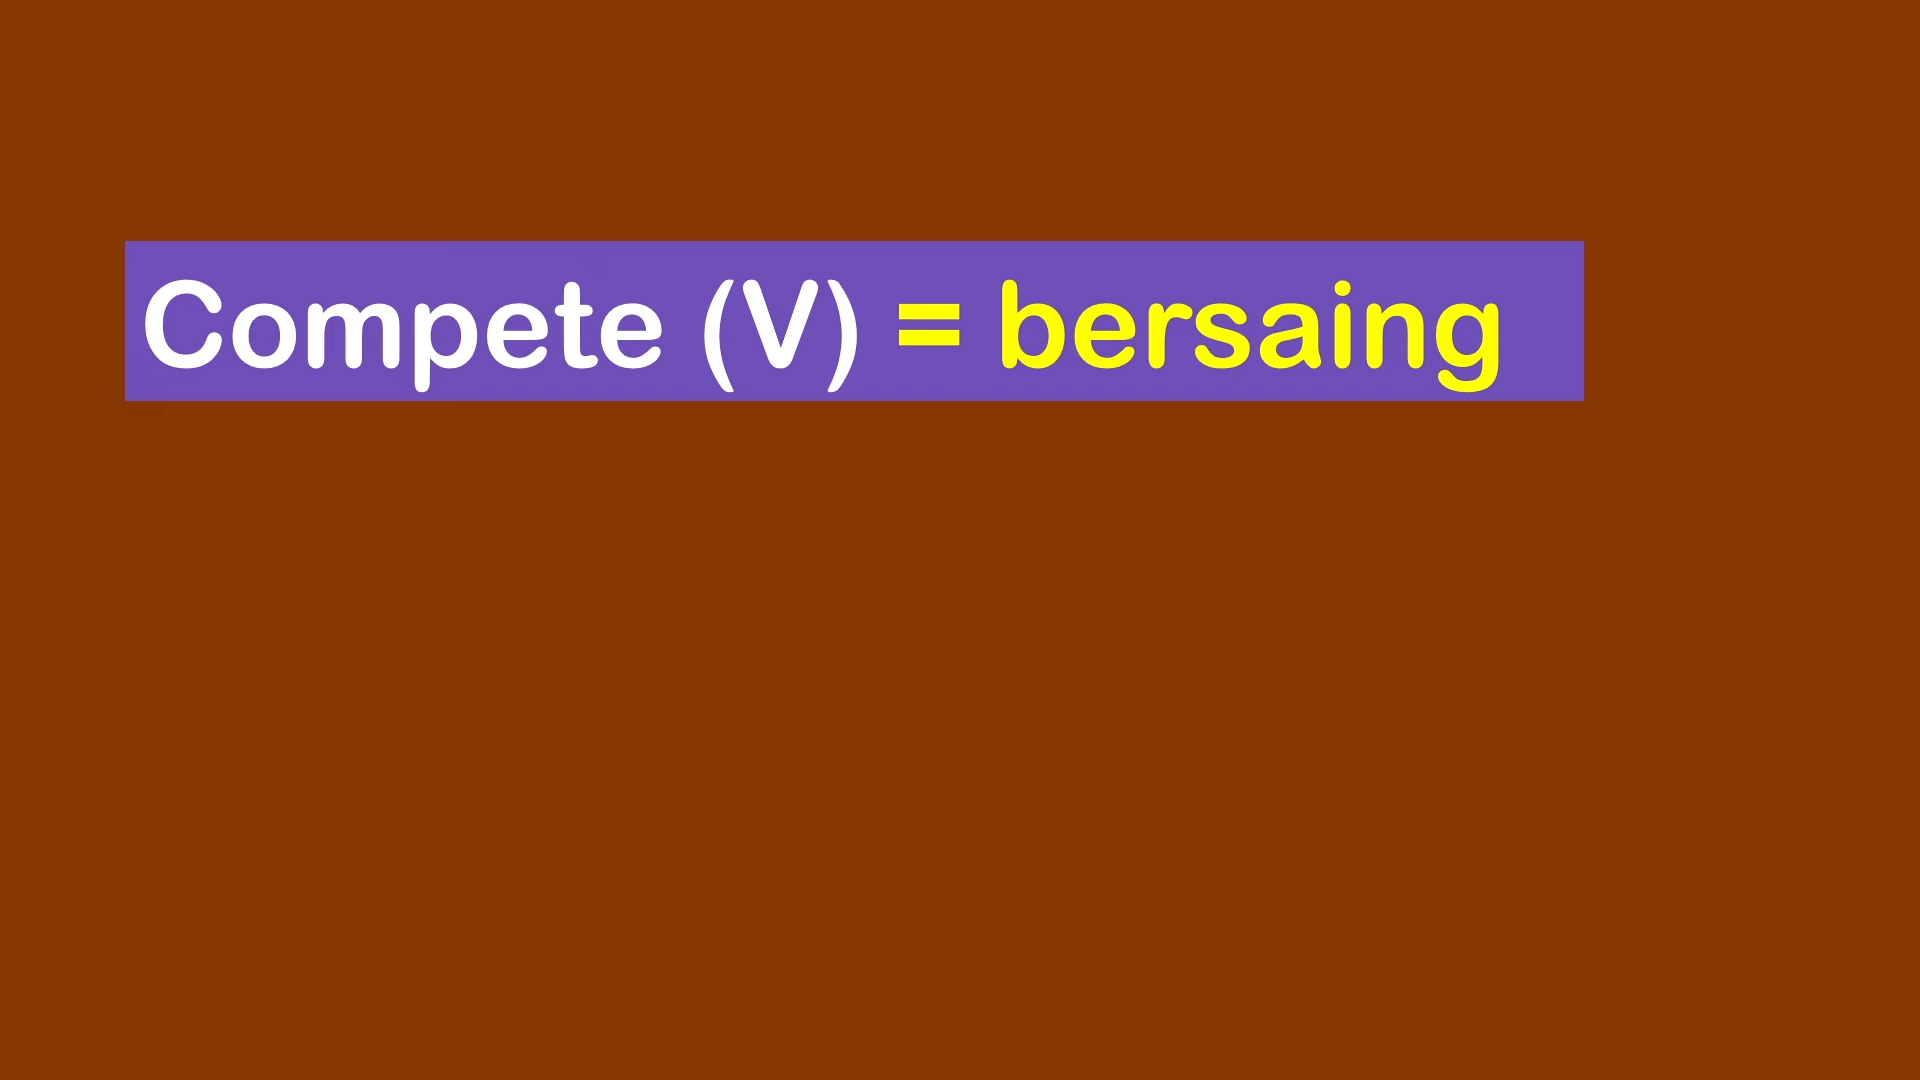 Compete (V) = bersaing